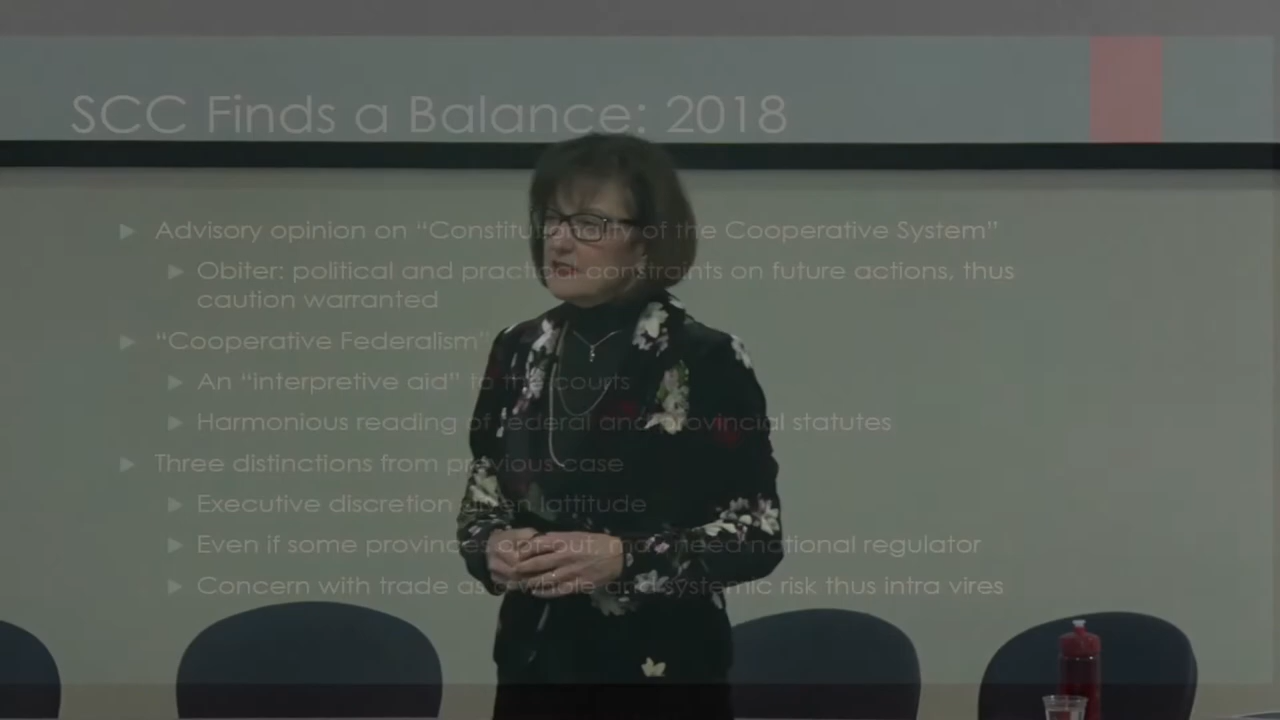 SCC Finds a Balance: 2018
Advisory opinion on “Constitutionality of the Cooperative System”
Obiter: political and practical constraints on future actions, thus
caution warranted
“Cooperative Federalism”
An “interpretive aid” to the courts
Harmonious reading of federal and provincial statutes
Three distinctions from previous case
Executive discretion given lattitude
Even if some provinces opt out, need national regulator
Concern with trade as a whole and systemic risk thus intra vires